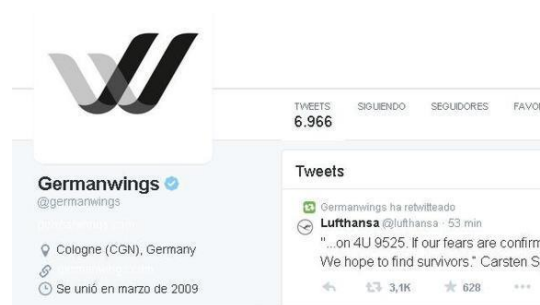 TWEETS SIGUIENDO SEGUIDORES FAVOR
6.966
Germanwings
@germanwings
Cologne (CGN), Germany
Se unió en marzo de 2009
Tweets
Germanwings ha retwitteado
Lufthansa @lufthansa · 53 min
"...on 4U 9525. If our fears are confirm
We hope to find survivors." Carsten S
3,1K 628